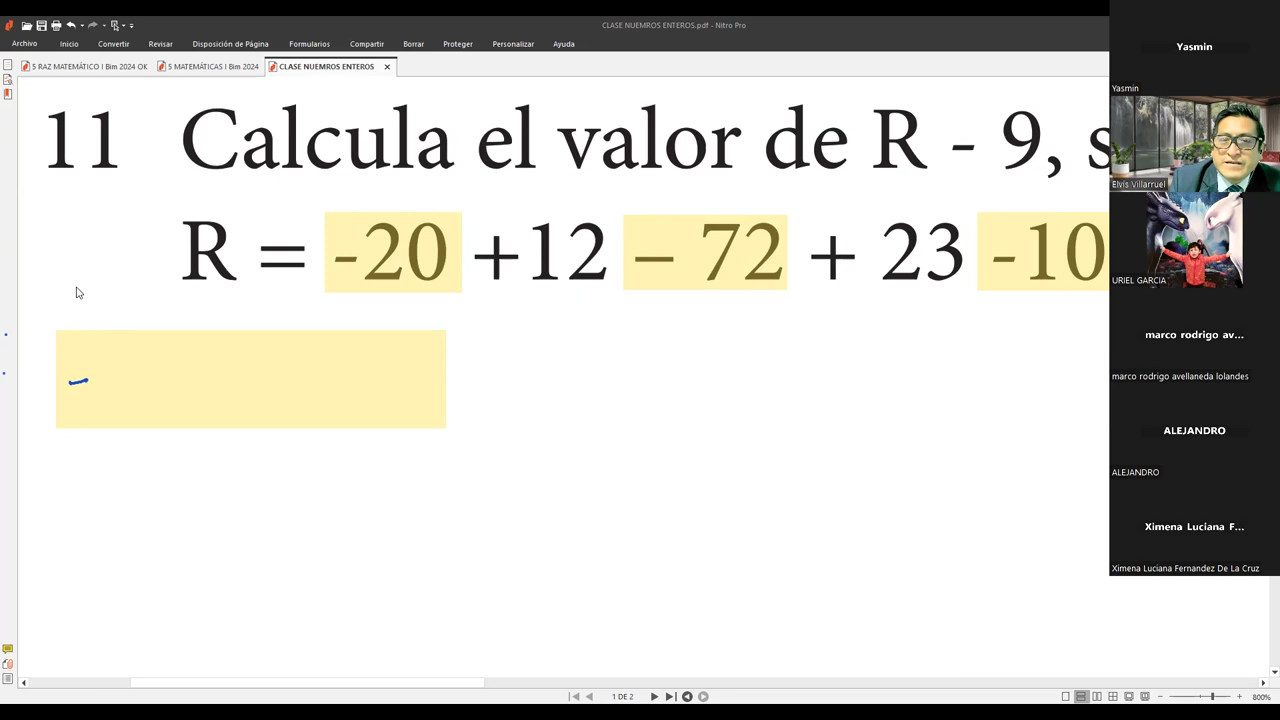 CLASE NUEMROS ENTEROS.pdf - Nitro Pro
Archivo Inicio Convertir Revisar Disposición de Página Formularios Compartir Borrar Proteger Personalizar Ayuda
5 RAZ MATEMÁTICO I Bim 2024 OK 5 MATEMÁTICAS I Bim 2024 CLASE NUEMROS ENTEROS
11 Calcula el valor de R - 9, s
R = -20 +12 – 72 + 23 -10
Yasmin
Yasmin
Elvis Villarruel
URIEL GARCIA
marco rodrigo av...
marco rodrigo avellaneda lolandes
ALEJANDRO
ALEJANDRO
Ximena Luciana F...
Ximena Luciana Fernandez De La Cruz
1 DE 2
800%